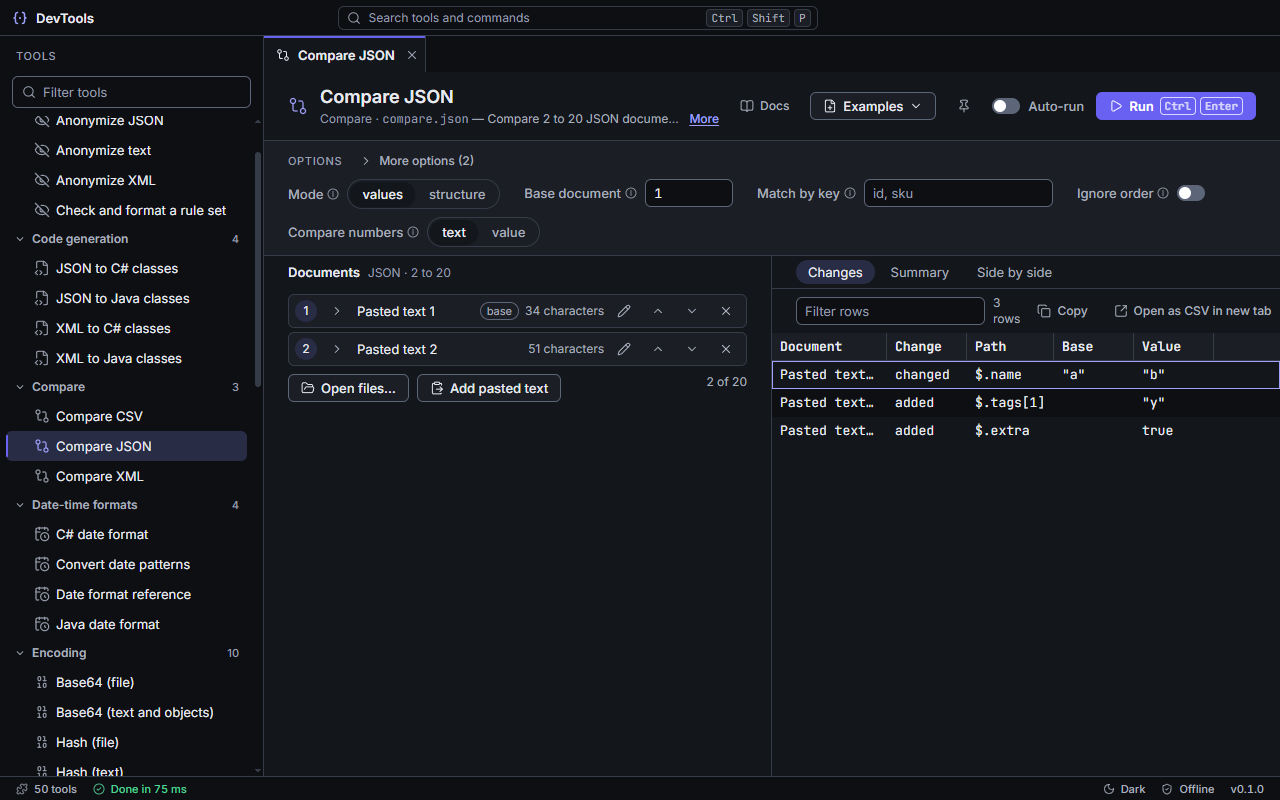 DevTools
Search tools and commands
Ctrl Shift P
TOOLS
Filter tools
Anonymize JSON
Anonymize text
Anonymize XML
Check and format a rule set
Code generation 4
JSON to C# classes
JSON to Java classes
XML to C# classes
XML to Java classes
Compare 3
Compare CSV
Compare JSON
Compare XML
Date-time formats 4
C# date format
Convert date patterns
Date format reference
Java date format
Encoding 10
Base64 (file)
Base64 (text and objects)
Hash (file)
Hash (text)
Compare JSON
Compare JSON
Compare · compare.json — Compare 2 to 20 JSON docume… More
Docs
Examples
Auto-run
Run Ctrl Enter
OPTIONS
More options (2)
Mode values structure
Base document 1
Match by key id, sku
Ignore order
Compare numbers text value
Documents JSON · 2 to 20
1 Pasted text 1 base 34 characters
2 Pasted text 2 51 characters
Open files...
Add pasted text
2 of 20
Changes Summary Side by side
Filter rows
3 rows
Copy
Open as CSV in new tab
Document Change Path Base Value
Pasted text… changed $.name "a" "b"
Pasted text… added $.tags[1] "y"
Pasted text… added $.extra true
50 tools
Done in 75 ms
Dark
Offline
v0.1.0